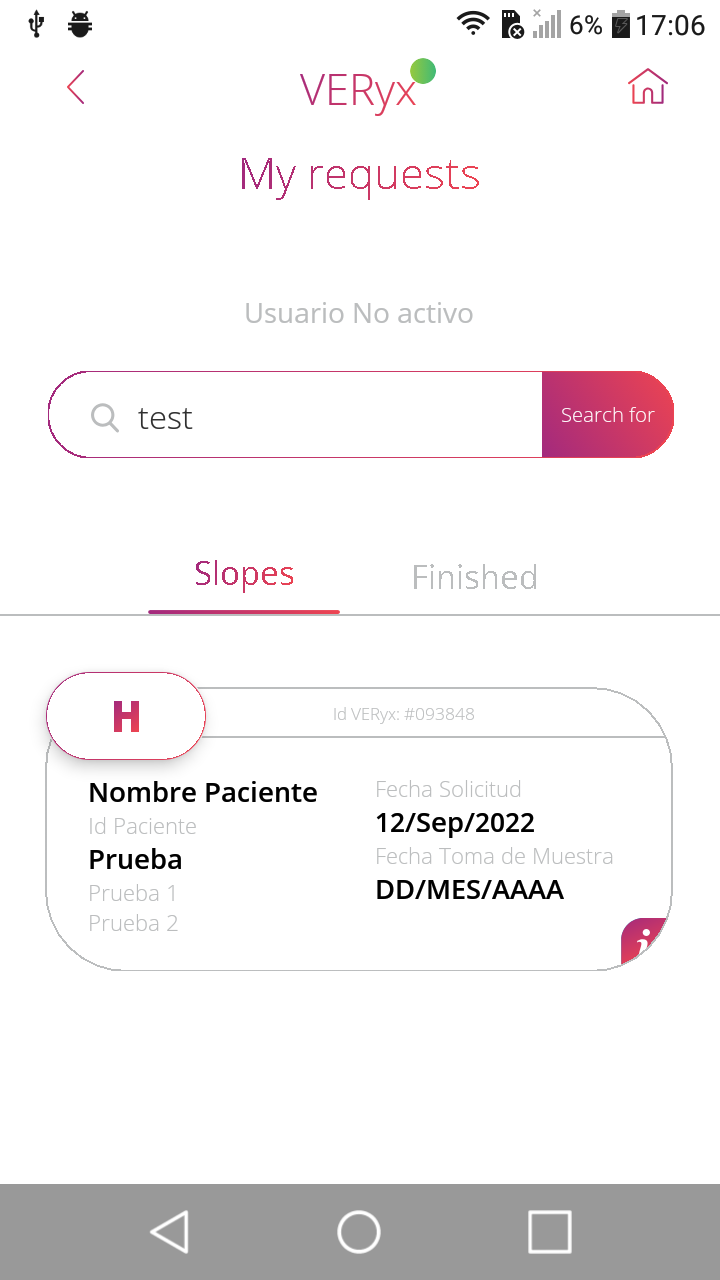 6% 17:06
VERyx
My requests
Usuario No activo
test
Search for
Slopes
Finished
H
Id VERyx: #093848
Nombre Paciente
Id Paciente
Prueba
Prueba 1
Prueba 2
Fecha Solicitud
12/Sep/2022
Fecha Toma de Muestra
DD/MES/AAAA
i